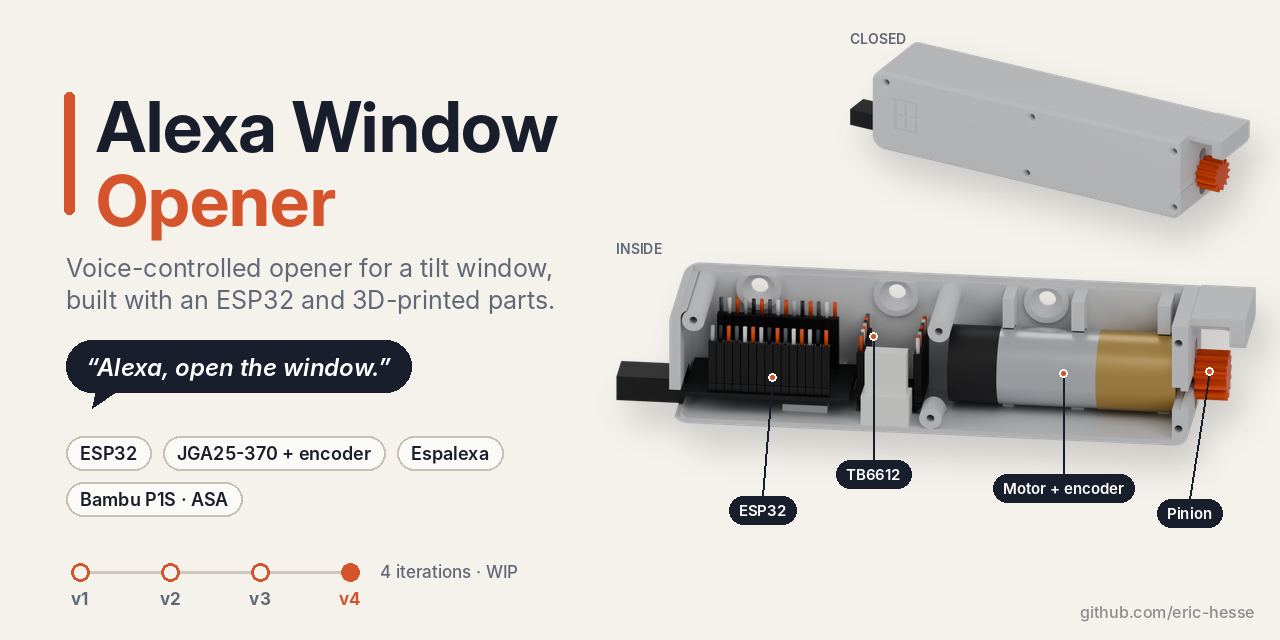 Alexa Window
Opener
Voice-controlled opener for a tilt window,
built with an ESP32 and 3D-printed parts.
“Alexa, open the window.”
ESP32
JGA25-370 + encoder
Espalexa
Bambu P1S · ASA
4 iterations · WIP
v1
v2
v3
v4
CLOSED
INSIDE
TB6612
Motor + encoder
ESP32
Pinion
github.com/eric-hesse